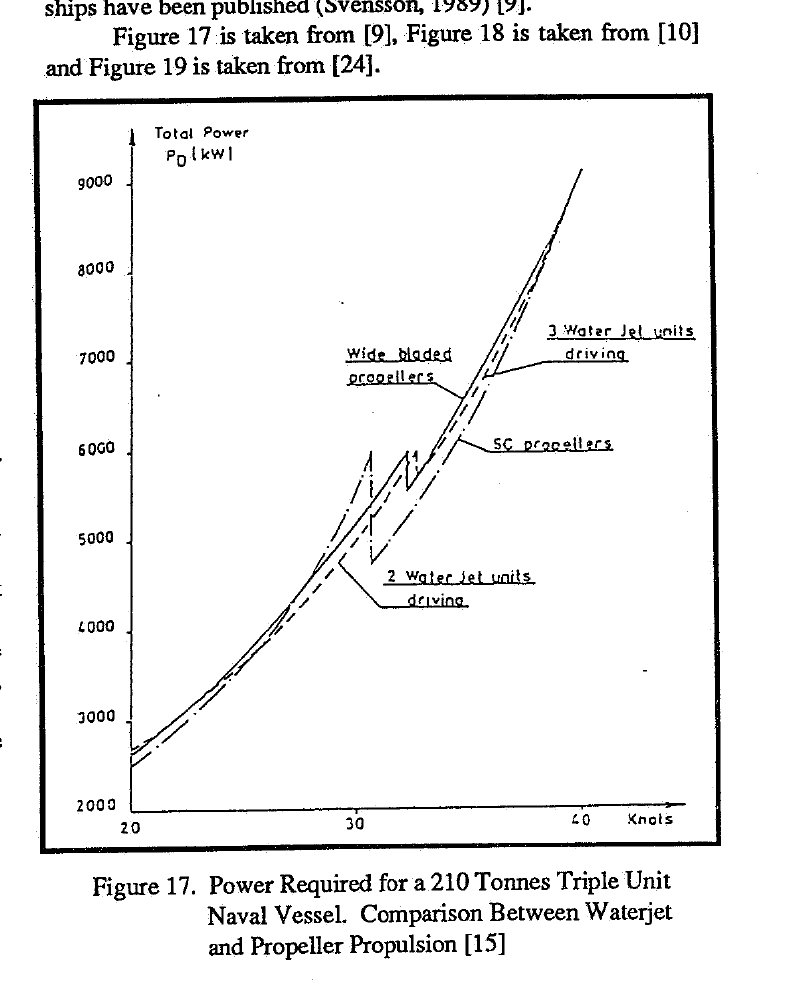 ships have been published (Svensson, 1989) [9].
Figure 17 is taken from [9], Figure 18 is taken from [10]
and Figure 19 is taken from [24].
Total Power
PD [kW]
9000
8000
7000
6000
5000
4000
3000
2000
20
30
40
Knots
Wide bladed
propellers
3 Water Jet units
driving
SC propellers
2 Water Jet units
driving
Figure 17. Power Required for a 210 Tonnes Triple Unit
Naval Vessel. Comparison Between Waterjet
and Propeller Propulsion [15]